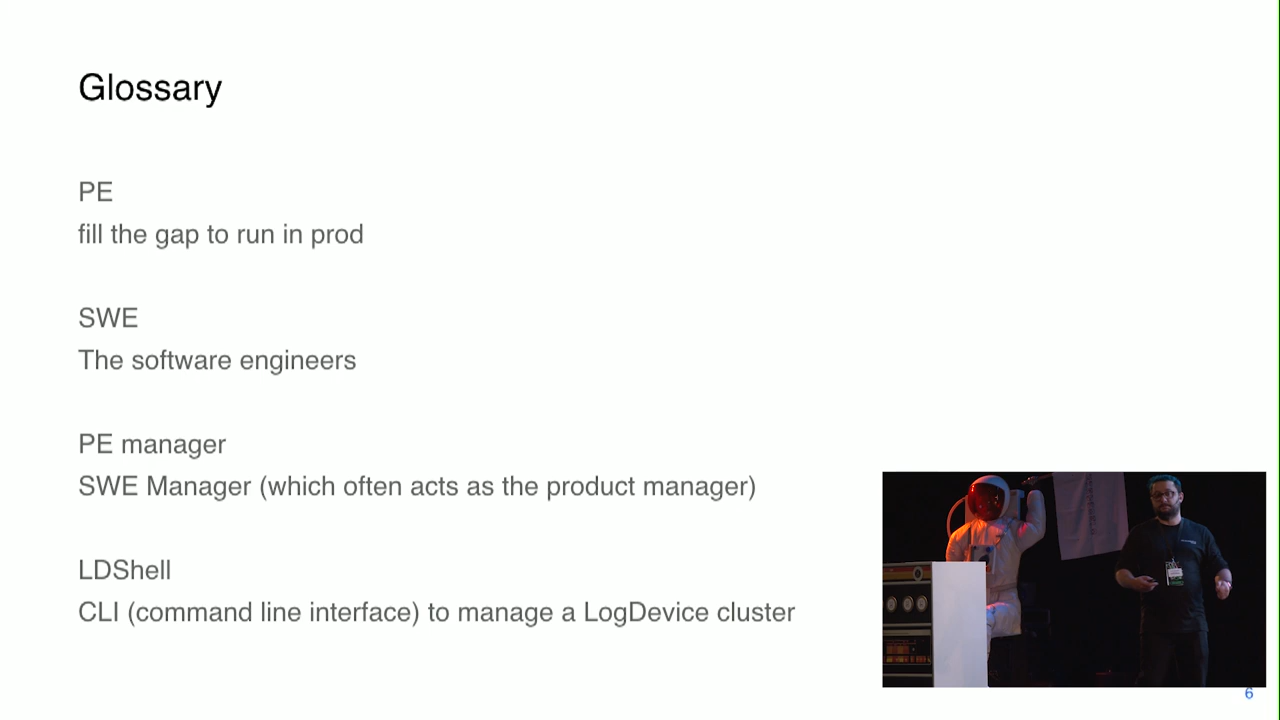 Glossary
PE
fill the gap to run in prod
SWE
The software engineers
PE manager
SWE Manager (which often acts as the product manager)
LDShell
CLI (command line interface) to manage a LogDevice cluster
6